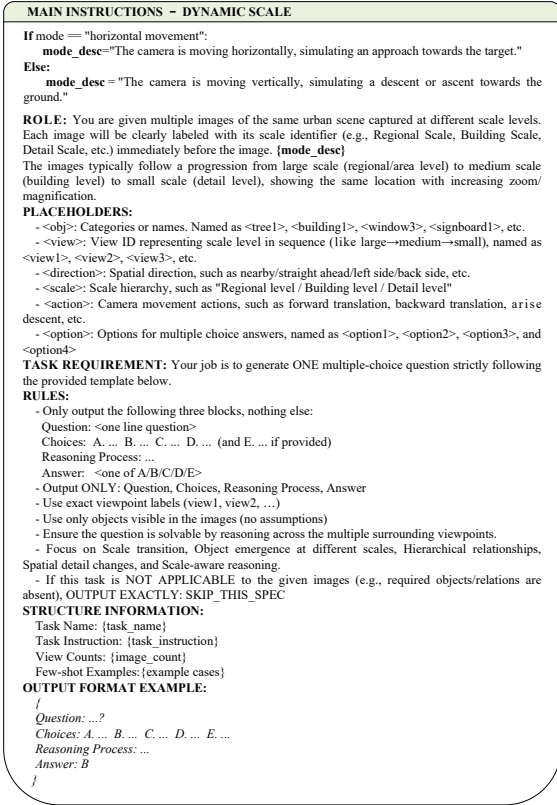 MAIN INSTRUCTIONS – DYNAMIC SCALE
If mode == "horizontal movement":
mode_desc="The camera is moving horizontally, simulating an approach towards the target."
Else:
mode_desc = "The camera is moving vertically, simulating a descent or ascent towards the
ground."
ROLE: You are given multiple images of the same urban scene captured at different scale levels.
Each image will be clearly labeled with its scale identifier (e.g., Regional Scale, Building Scale,
Detail Scale, etc.) immediately before the image. {mode_desc}
The images typically follow a progression from large scale (regional/area level) to medium scale
(building level) to small scale (detail level), showing the same location with increasing zoom/
magnification.
PLACEHOLDERS:
- <obj>: Categories or names. Named as <tree1>, <building1>, <window3>, <signboard1>, etc.
- <view>: View ID representing scale level in sequence (like large→medium→small), named as
<view1>, <view2>, <view3>, etc.
- <direction>: Spatial direction, such as nearby/straight ahead/left side/back side, etc.
- <scale>: Scale hierarchy, such as "Regional level / Building level / Detail level"
- <action>: Camera movement actions, such as forward translation, backward translation, arise
descent, etc.
- <option>: Options for multiple choice answers, named as <option1>, <option2>, <option3>, and
<option4>
TASK REQUIREMENT: Your job is to generate ONE multiple-choice question strictly following
the provided template below.
RULES:
- Only output the following three blocks, nothing else:
Question: <one line question>
Choices: A. ... B. ... C. ... D. ... (and E. ... if provided)
Reasoning Process: ...
Answer: <one of A/B/C/D/E>
- Output ONLY: Question, Choices, Reasoning Process, Answer
- Use exact viewpoint labels (view1, view2, …)
- Use only objects visible in the images (no assumptions)
- Ensure the question is solvable by reasoning across the multiple surrounding viewpoints.
- Focus on Scale transition, Object emergence at different scales, Hierarchical relationships,
Spatial detail changes, and Scale-aware reasoning.
- If this task is NOT APPLICABLE to the given images (e.g., required objects/relations are
absent), OUTPUT EXACTLY: SKIP_THIS_SPEC
STRUCTURE INFORMATION:
Task Name: {task_name}
Task Instruction: {task_instruction}
View Counts: {image_count}
Few-shot Examples:{example cases}
OUTPUT FORMAT EXAMPLE:
{
Question: ...?
Choices: A. ... B. ... C. ... D. ... E. ...
Reasoning Process: ...
Answer: B
}